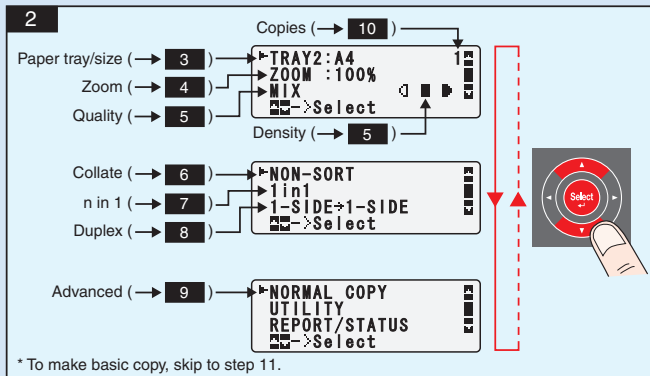 2
Copies (→ 10 )
Paper tray/size (→ 3 )
Zoom (→ 4 )
Quality (→ 5 )
TRAY2:A4 1
ZOOM :100%
MIX
->Select
Density (→ 5 )
Collate (→ 6 )
n in 1 (→ 7 )
Duplex (→ 8 )
NON-SORT
1in1
1-SIDE→1-SIDE
->Select
Select
Advanced (→ 9 )
NORMAL COPY
UTILITY
REPORT/STATUS
->Select
* To make basic copy, skip to step 11.